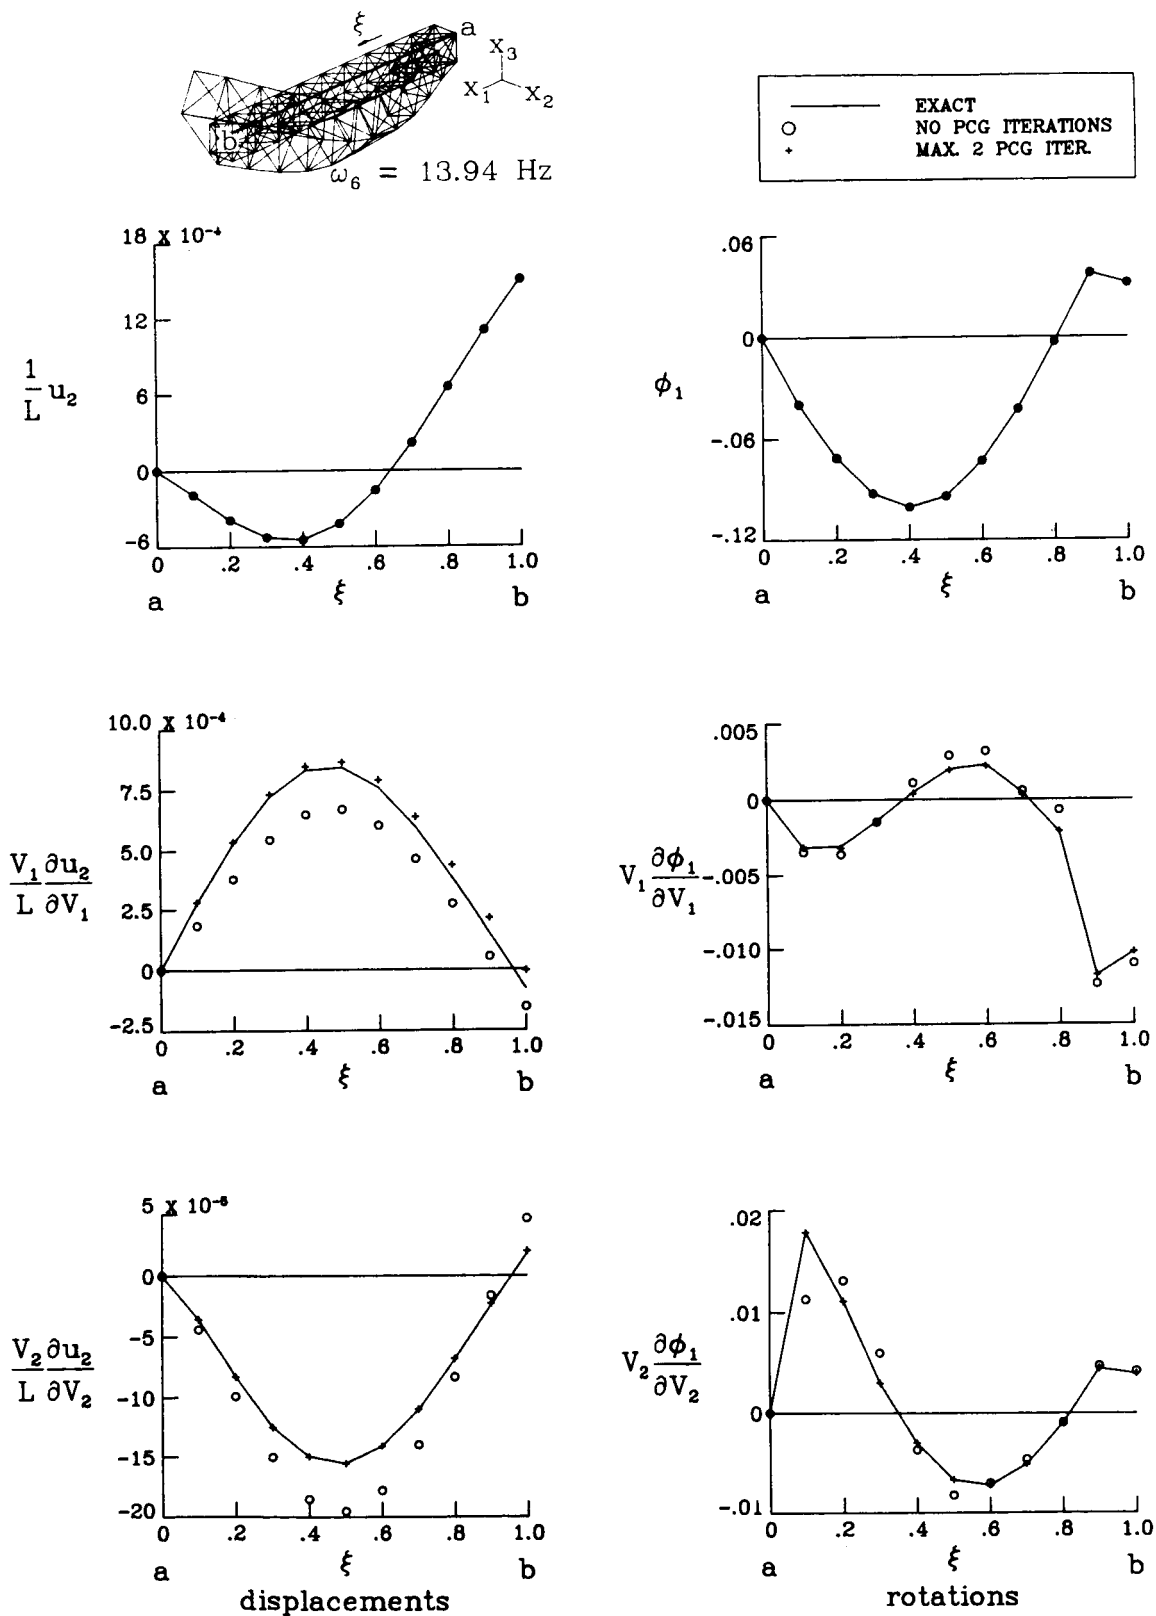 ξ
a
X₃
X₁
X₂
b
ω₆ = 13.94 Hz
EXACT
NO PCG ITERATIONS
MAX. 2 PCG ITER.
18 X 10⁻⁴
12
6
0
-6
1/L u₂
0 .2 .4 .6 .8 1.0
a ξ b
.06
0
-.06
-.12
ϕ₁
0 .2 .4 .6 .8 1.0
a ξ b
10.0 X 10⁻⁴
7.5
5.0
2.5
0
-2.5
V₁/L ∂u₂/∂V₁
0 .2 .4 .6 .8 1.0
a ξ b
.005
0
-.005
-.010
-.015
V₁ ∂ϕ₁/∂V₁
0 .2 .4 .6 .8 1.0
a ξ b
5 X 10⁻⁵
0
-5
-10
-15
-20
V₂/L ∂u₂/∂V₂
0 .2 .4 .6 .8 1.0
a ξ b
displacements
.02
.01
0
-.01
V₂ ∂ϕ₁/∂V₂
0 .2 .4 .6 .8 1.0
a ξ b
rotations